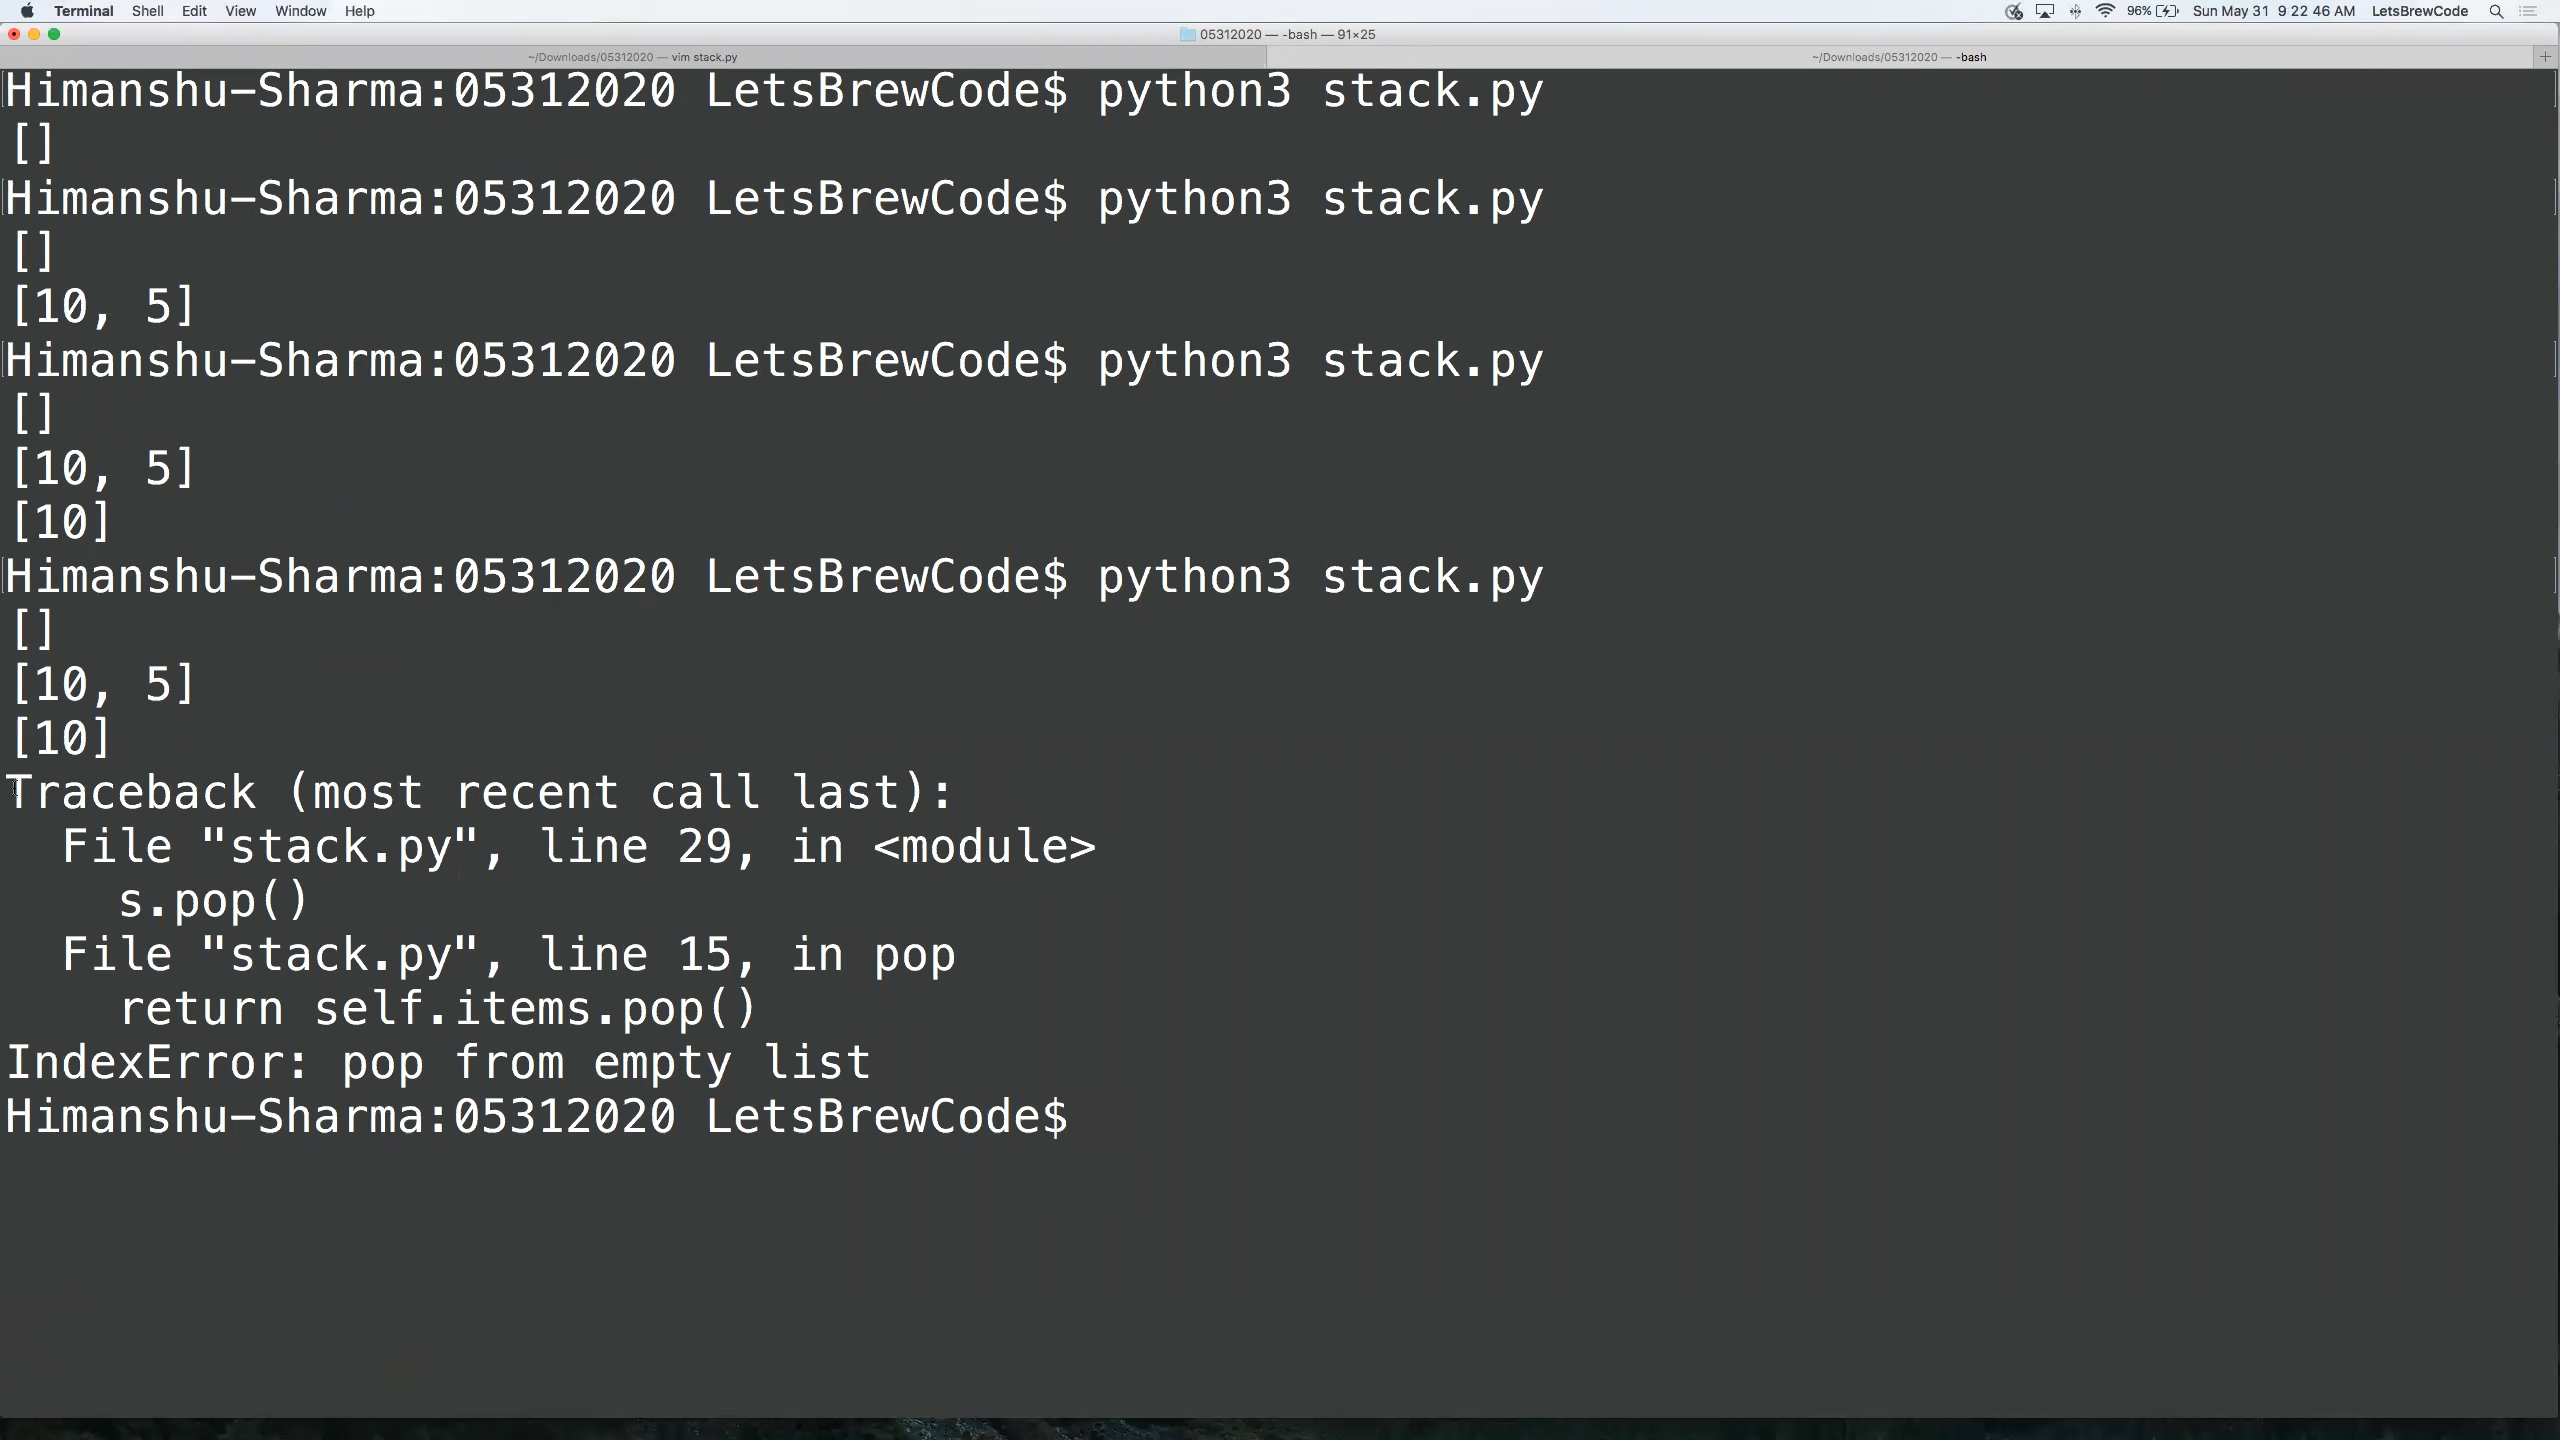 Terminal Shell Edit View Window Help 96% Sun May 31 9 22 46 AM LetsBrewCode
05312020 — -bash — 91×25
~/Downloads/05312020 — vim stack.py ~/Downloads/05312020 — -bash +
Himanshu-Sharma:05312020 LetsBrewCode$ python3 stack.py
[]
Himanshu-Sharma:05312020 LetsBrewCode$ python3 stack.py
[]
[10, 5]
Himanshu-Sharma:05312020 LetsBrewCode$ python3 stack.py
[]
[10, 5]
[10]
Himanshu-Sharma:05312020 LetsBrewCode$ python3 stack.py
[]
[10, 5]
[10]
Traceback (most recent call last):
  File "stack.py", line 29, in <module>
    s.pop()
  File "stack.py", line 15, in pop
    return self.items.pop()
IndexError: pop from empty list
Himanshu-Sharma:05312020 LetsBrewCode$